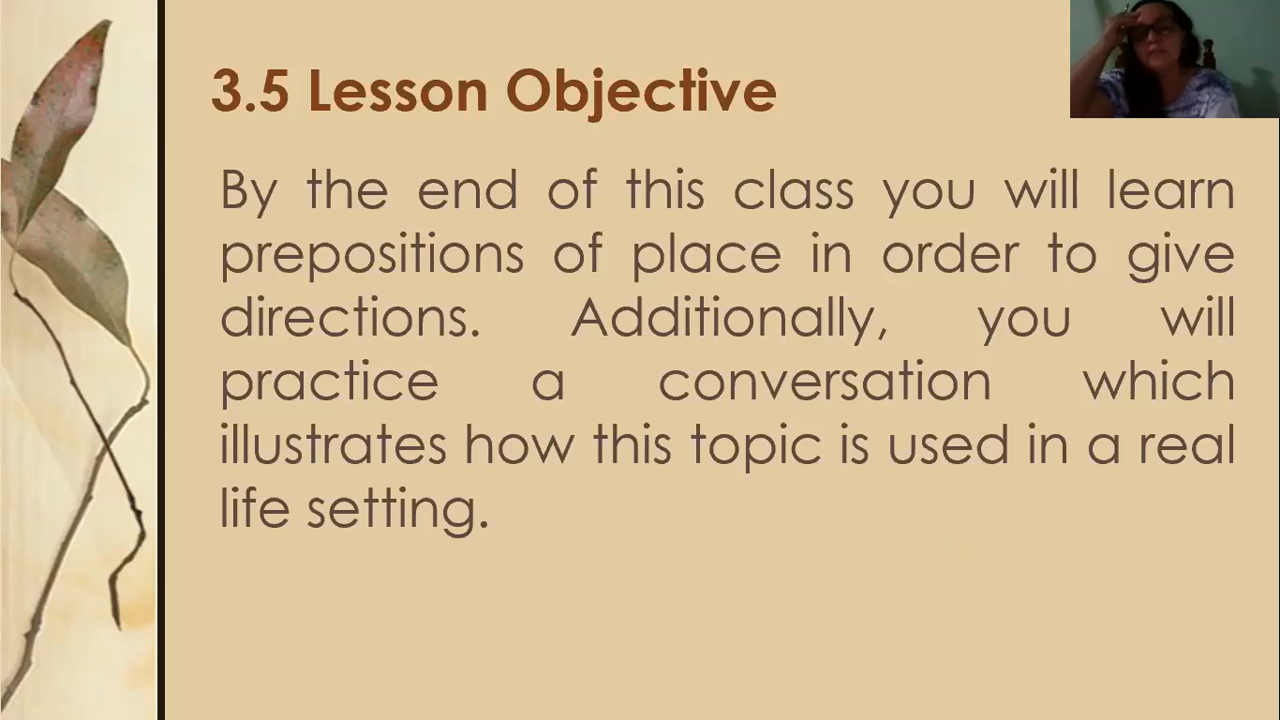 3.5 Lesson Objective
By the end of this class you will learn
prepositions of place in order to give
directions. Additionally, you will
practice a conversation which
illustrates how this topic is used in a real
life setting.